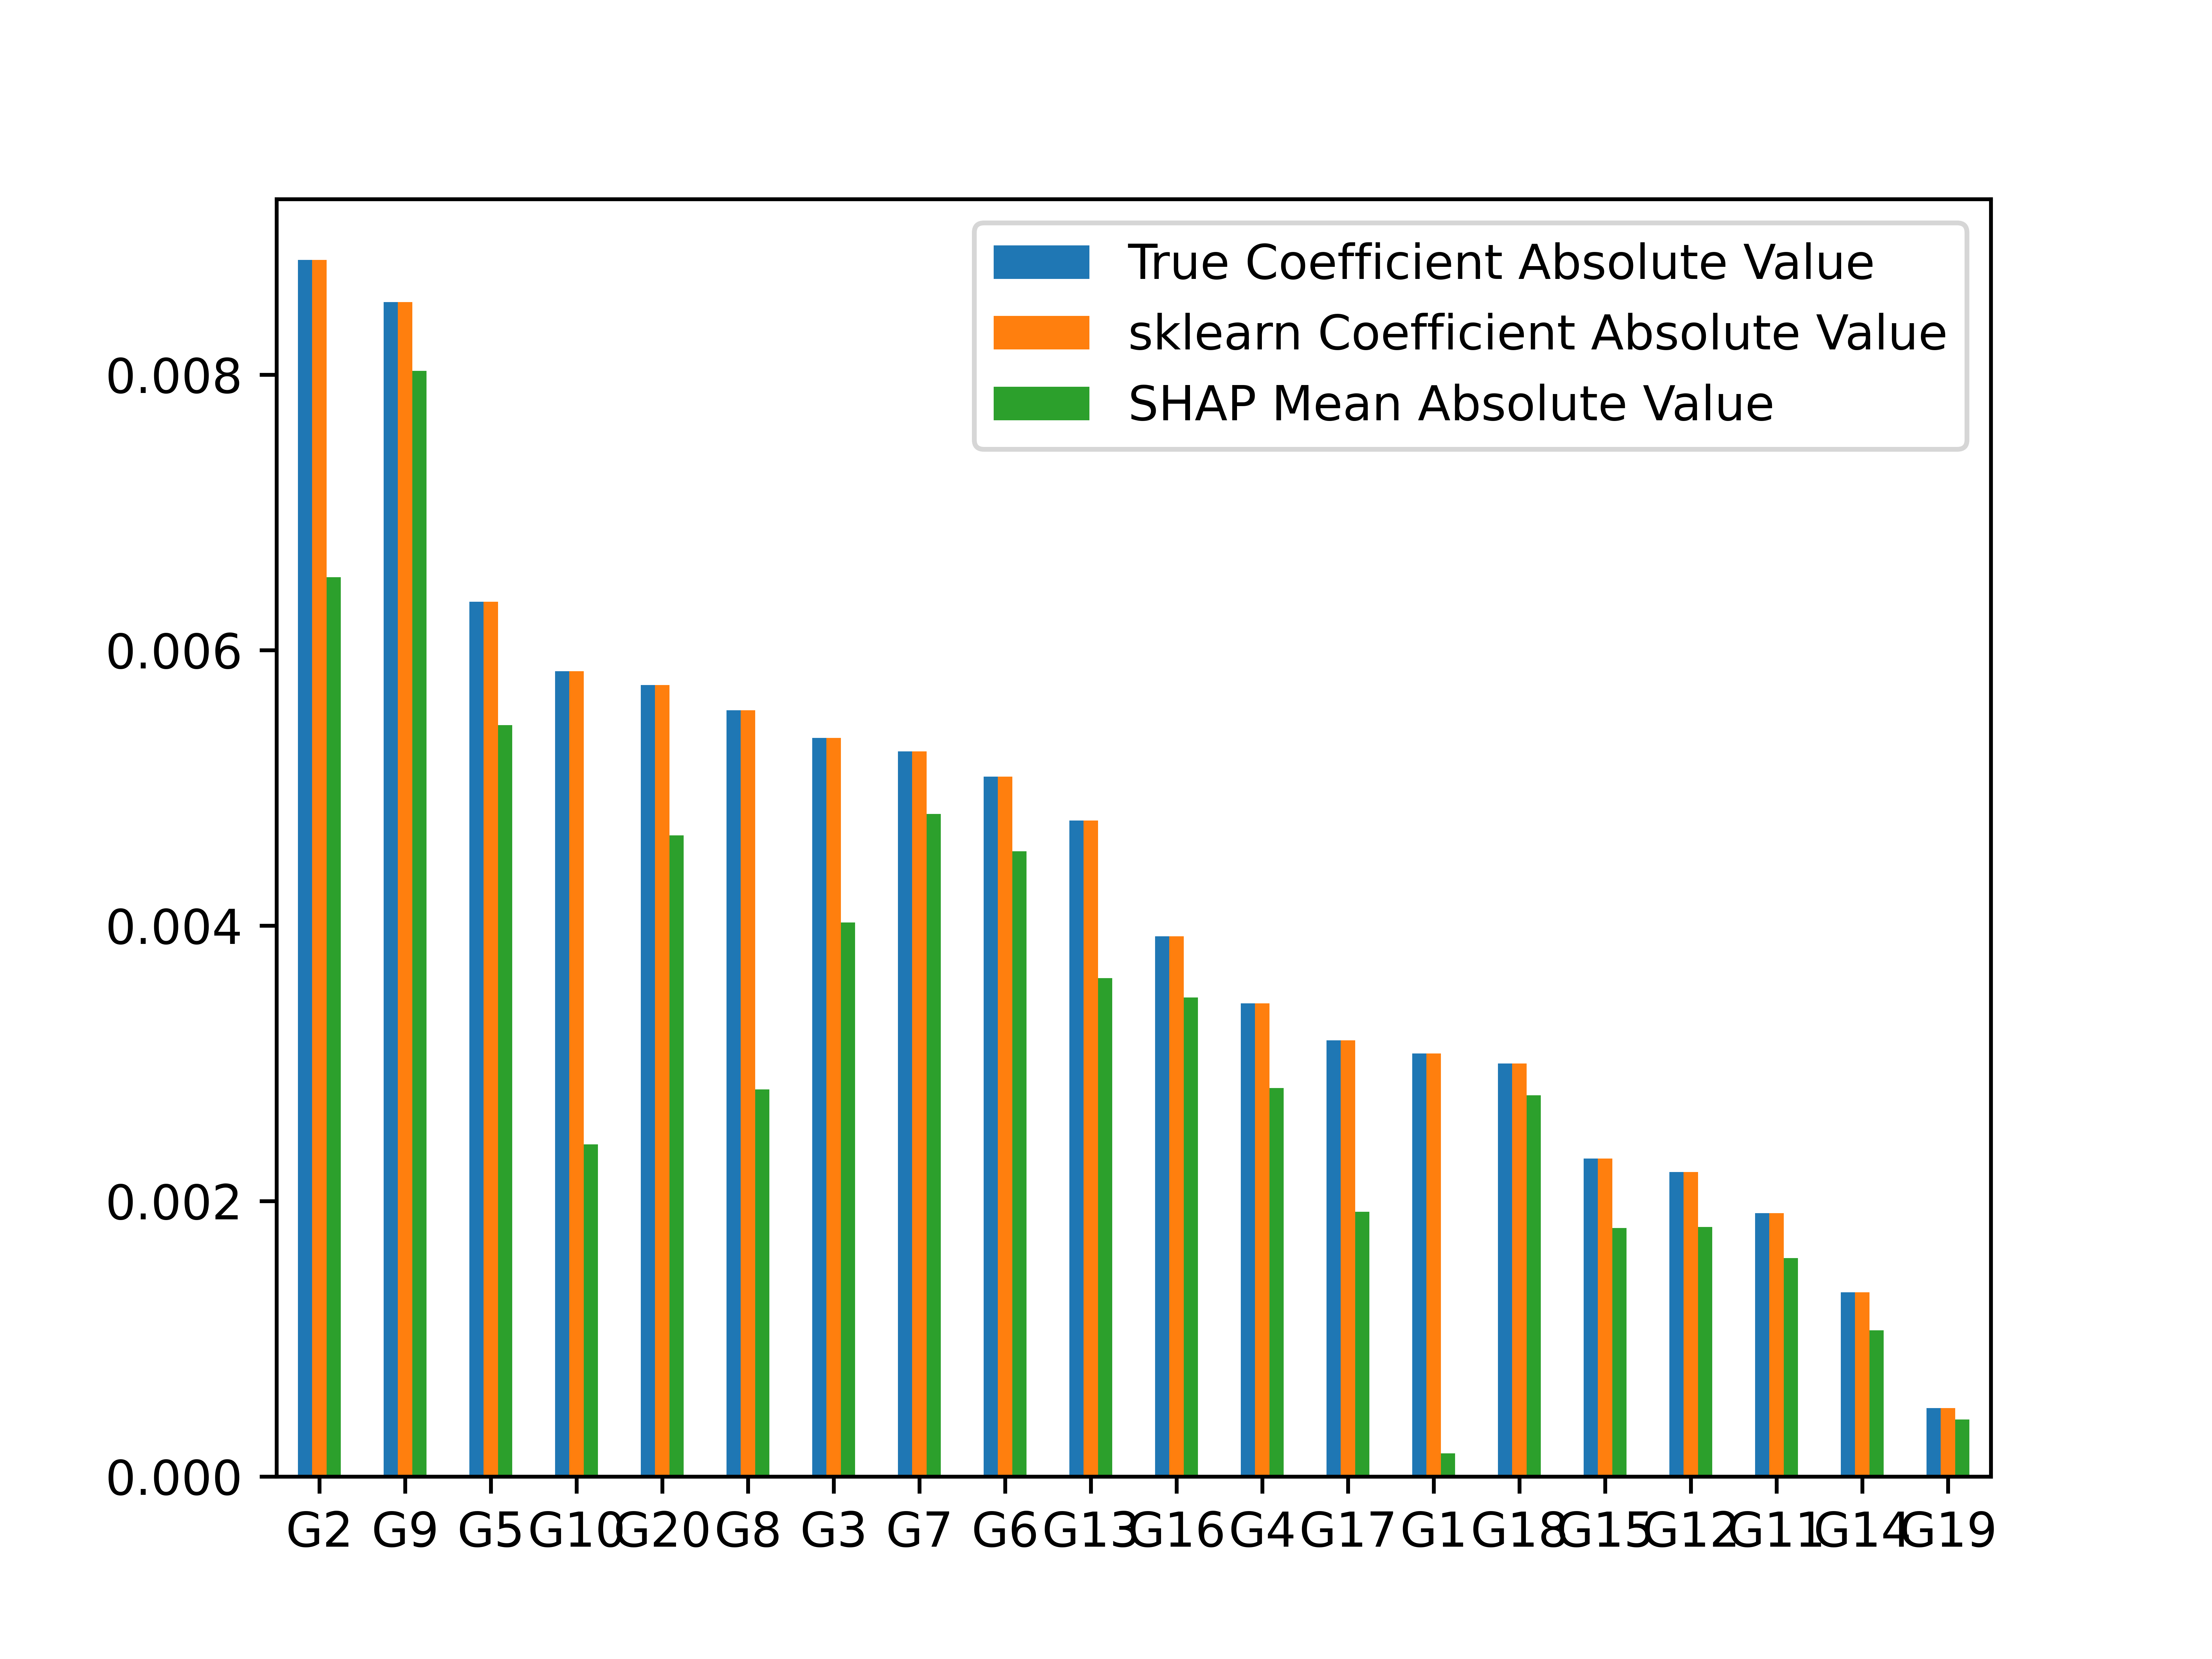 True Coefficient Absolute Value
sklearn Coefficient Absolute Value
SHAP Mean Absolute Value
0.008
0.006
0.004
0.002
0.000
G2 G9 G5 G10 G20 G8 G3 G7 G6 G13 G16 G4 G17 G1 G18 G15 G12 G11 G14 G19